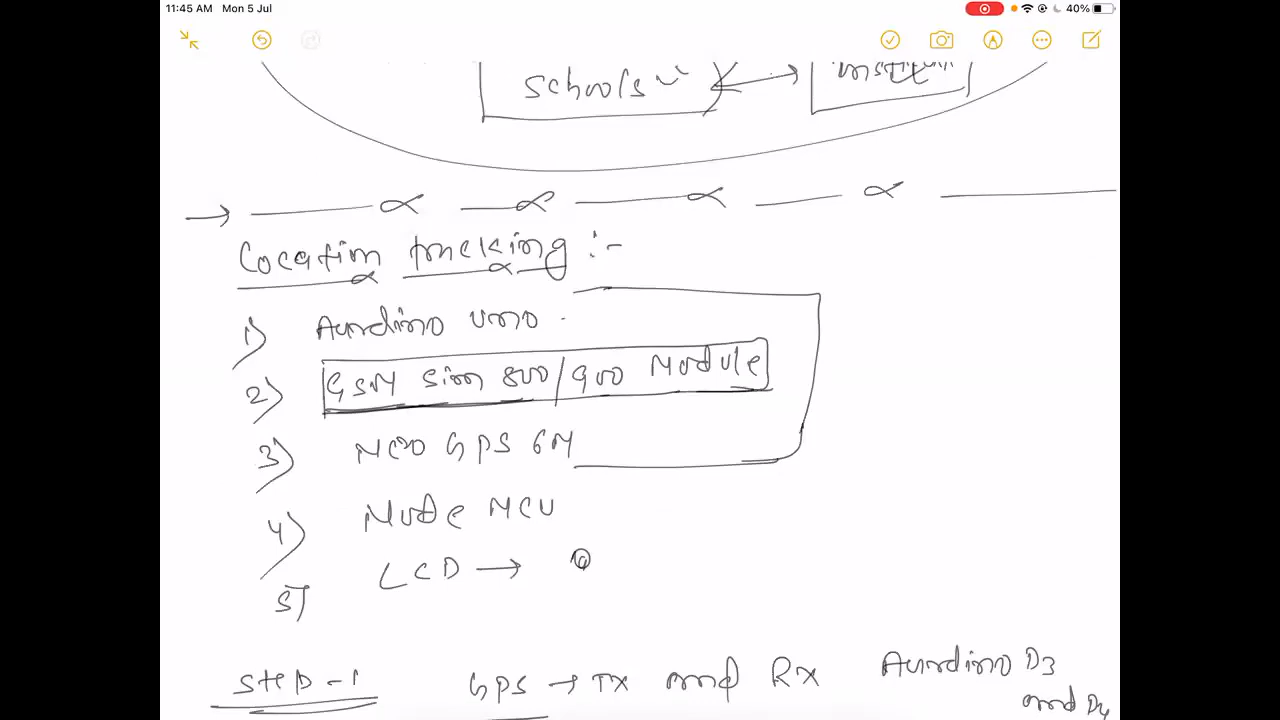 11:45 AM Mon 5 Jul 40%
schools
Location tracking :-
1) Aurdino uno
2) GSM sim 800/900 Module
3) Neo GPS 6M
4) Node MCU
5) LCD →
Step-1 GPS → TX and RX Aurdino D3
and D4